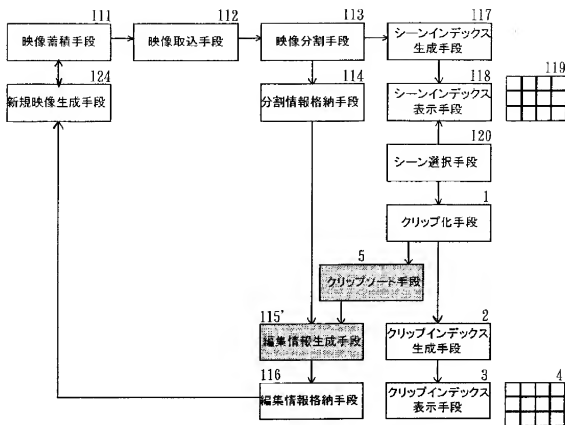 111
映像蓄積手段
112
映像取込手段
113
映像分割手段
117
シーンインデックス
生成手段
124
新規映像生成手段
114
分割情報格納手段
118
シーンインデックス
表示手段
119
120
シーン選択手段
1
クリップ化手段
5
クリップソート手段
115'
編集情報生成手段
2
クリップインデックス
生成手段
116
編集情報格納手段
3
クリップインデックス
表示手段
4